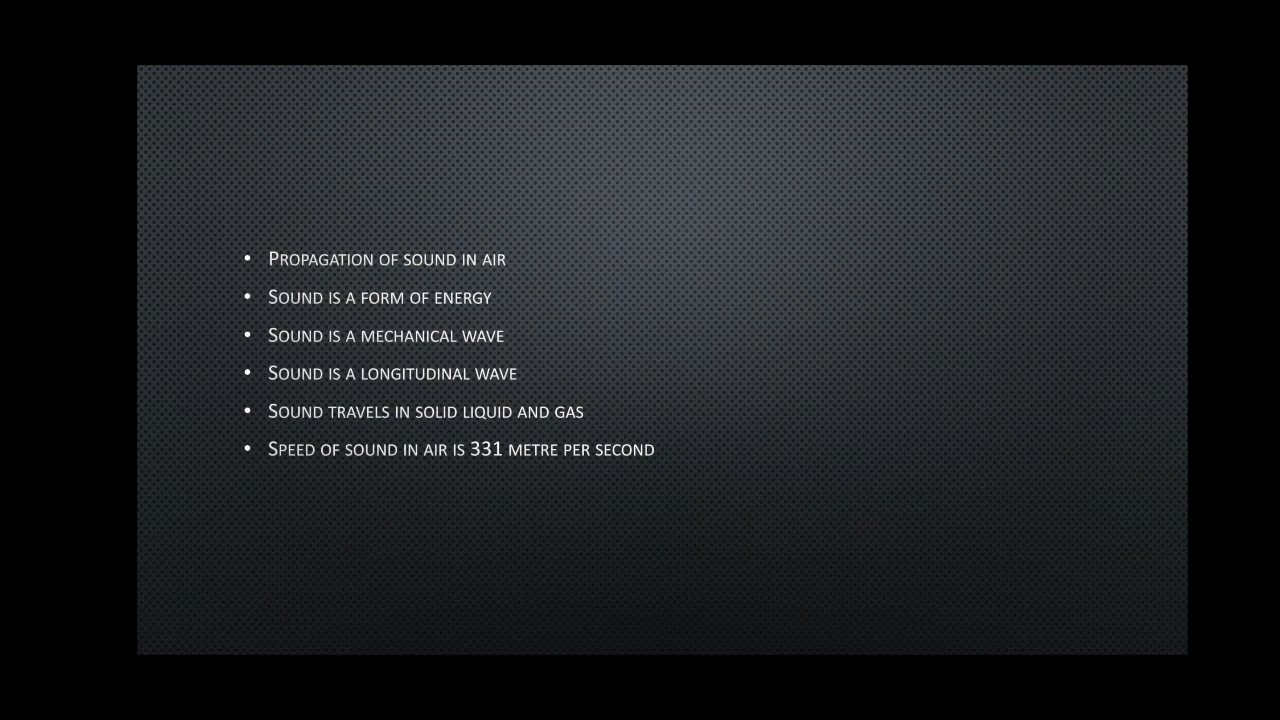 • Propagation of sound in air
• Sound is a form of energy
• Sound is a mechanical wave
• Sound is a longitudinal wave
• Sound travels in solid liquid and gas
• Speed of sound in air is 331 metre per second